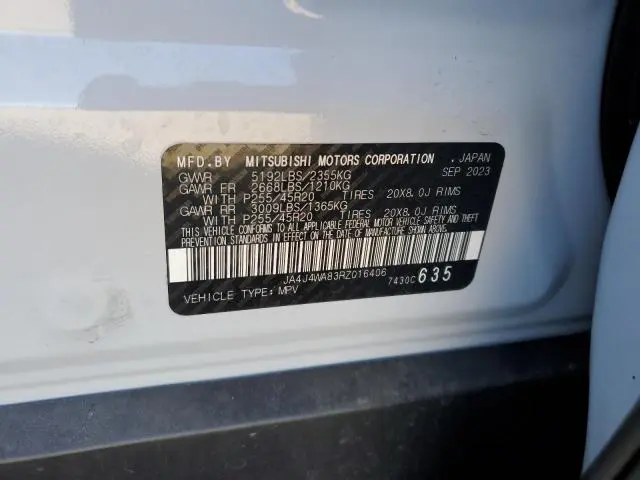 MFD.BY MITSUBISHI MOTORS CORPORATION . JAPAN
GVWR 5192LBS/2355KG SEP 2023
GAWR FR 2668LBS/1210KG
WITH P255/45R20 TIRES 20X8.0J RIMS
GAWR RR 3009LBS/1365KG
WITH P255/45R20 TIRES 20X8.0J RIMS
THIS VEHICLE CONFORMS TO ALL APPLICABLE FEDERAL MOTOR VEHICLE SAFETY AND THEFT
PREVENTION STANDARDS IN EFFECT ON THE DATE OF MANUFACTURE SHOWN ABOVE.
JA4J4WA83RZ016406
7430C 635
VEHICLE TYPE: MPV